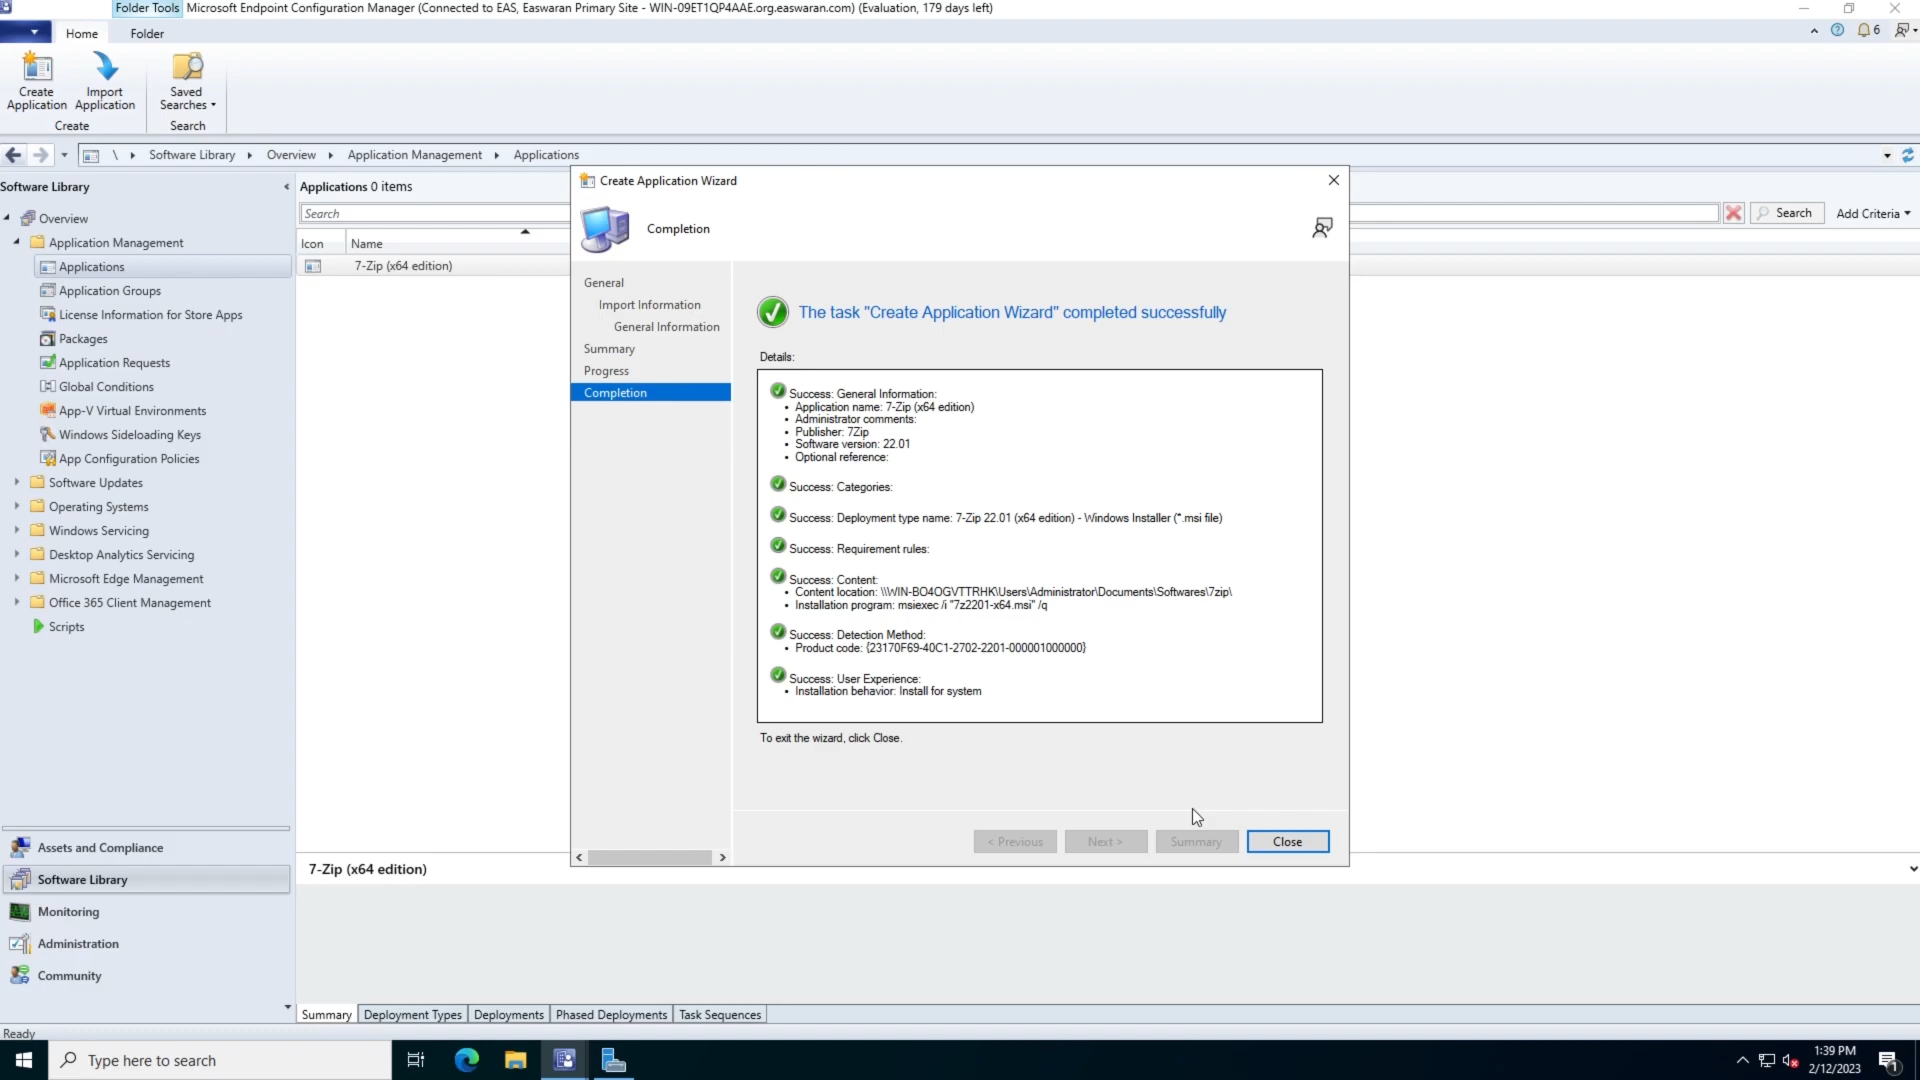 Folder Tools Microsoft Endpoint Configuration Manager (Connected to EAS, Easwaran Primary Site - WIN-09ET1QP4AAE.org.easwaran.com) (Evaluation, 179 days left)
Home Folder
6
Create Application
Import Application
Saved Searches
Create
Search
\ Software Library Overview Application Management Applications
Software Library
Overview
Application Management
Applications
Application Groups
License Information for Store Apps
Packages
Application Requests
Global Conditions
App-V Virtual Environments
Windows Sideloading Keys
App Configuration Policies
Software Updates
Operating Systems
Windows Servicing
Desktop Analytics Servicing
Microsoft Edge Management
Office 365 Client Management
Scripts
Assets and Compliance
Software Library
Monitoring
Administration
Community
Applications 0 items
Search
Search
Add Criteria
Icon Name
7-Zip (x64 edition)
Create Application Wizard
Completion
General
Import Information
General Information
Summary
Progress
Completion
The task "Create Application Wizard" completed successfully
Details:
Success: General Information:
• Application name: 7-Zip (x64 edition)
• Administrator comments:
• Publisher: 7Zip
• Software version: 22.01
• Optional reference:
Success: Categories:
Success: Deployment type name: 7-Zip 22.01 (x64 edition) - Windows Installer (*.msi file)
Success: Requirement rules:
Success: Content:
• Content location: \\WIN-BO4OGVTTRHK\Users\Administrator\Documents\Softwares\7zip\
• Installation program: msiexec /i "7z2201-x64.msi" /q
Success: Detection Method:
• Product code: {23170F69-40C1-2702-2201-000001000000}
Success: User Experience:
• Installation behavior: Install for system
To exit the wizard, click Close.
< Previous
Next >
Summary
Close
7-Zip (x64 edition)
Summary Deployment Types Deployments Phased Deployments Task Sequences
Ready
Type here to search
1:39 PM
2/12/2023
1